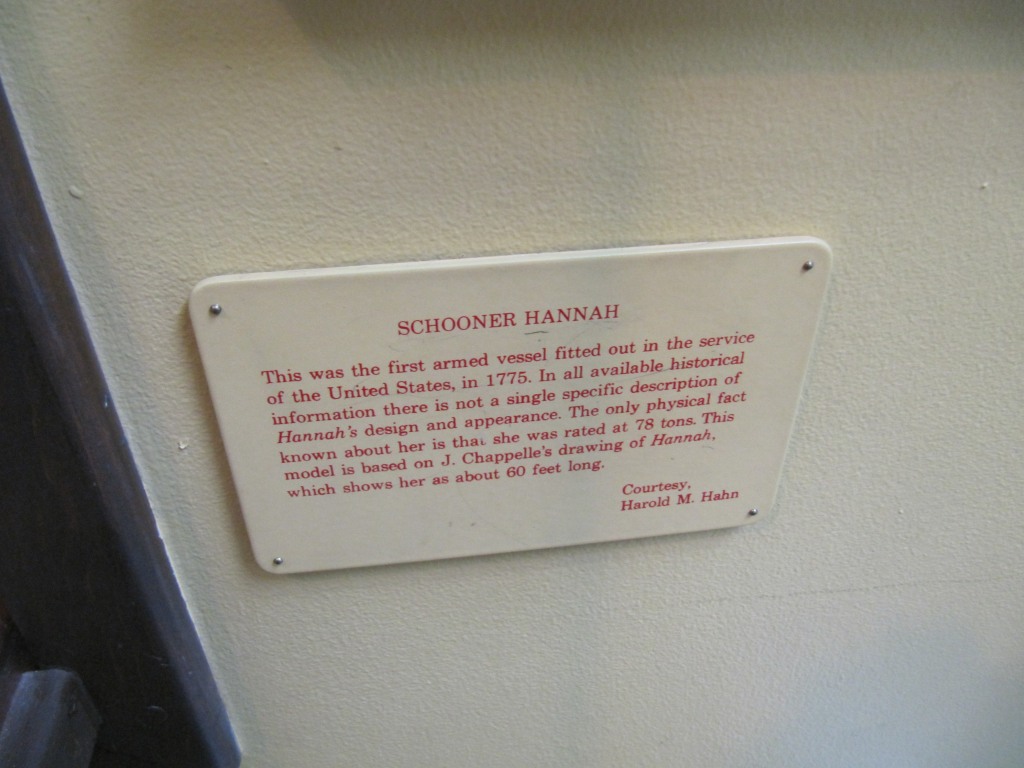 SCHOONER HANNAH
This was the first armed vessel fitted out in the service
of the United States, in 1775. In all available historical
information there is not a single specific description of
Hannah's design and appearance. The only physical fact
known about her is that she was rated at 78 tons. This
model is based on J. Chappelle's drawing of Hannah,
which shows her as about 60 feet long.
Courtesy,
Harold M. Hahn